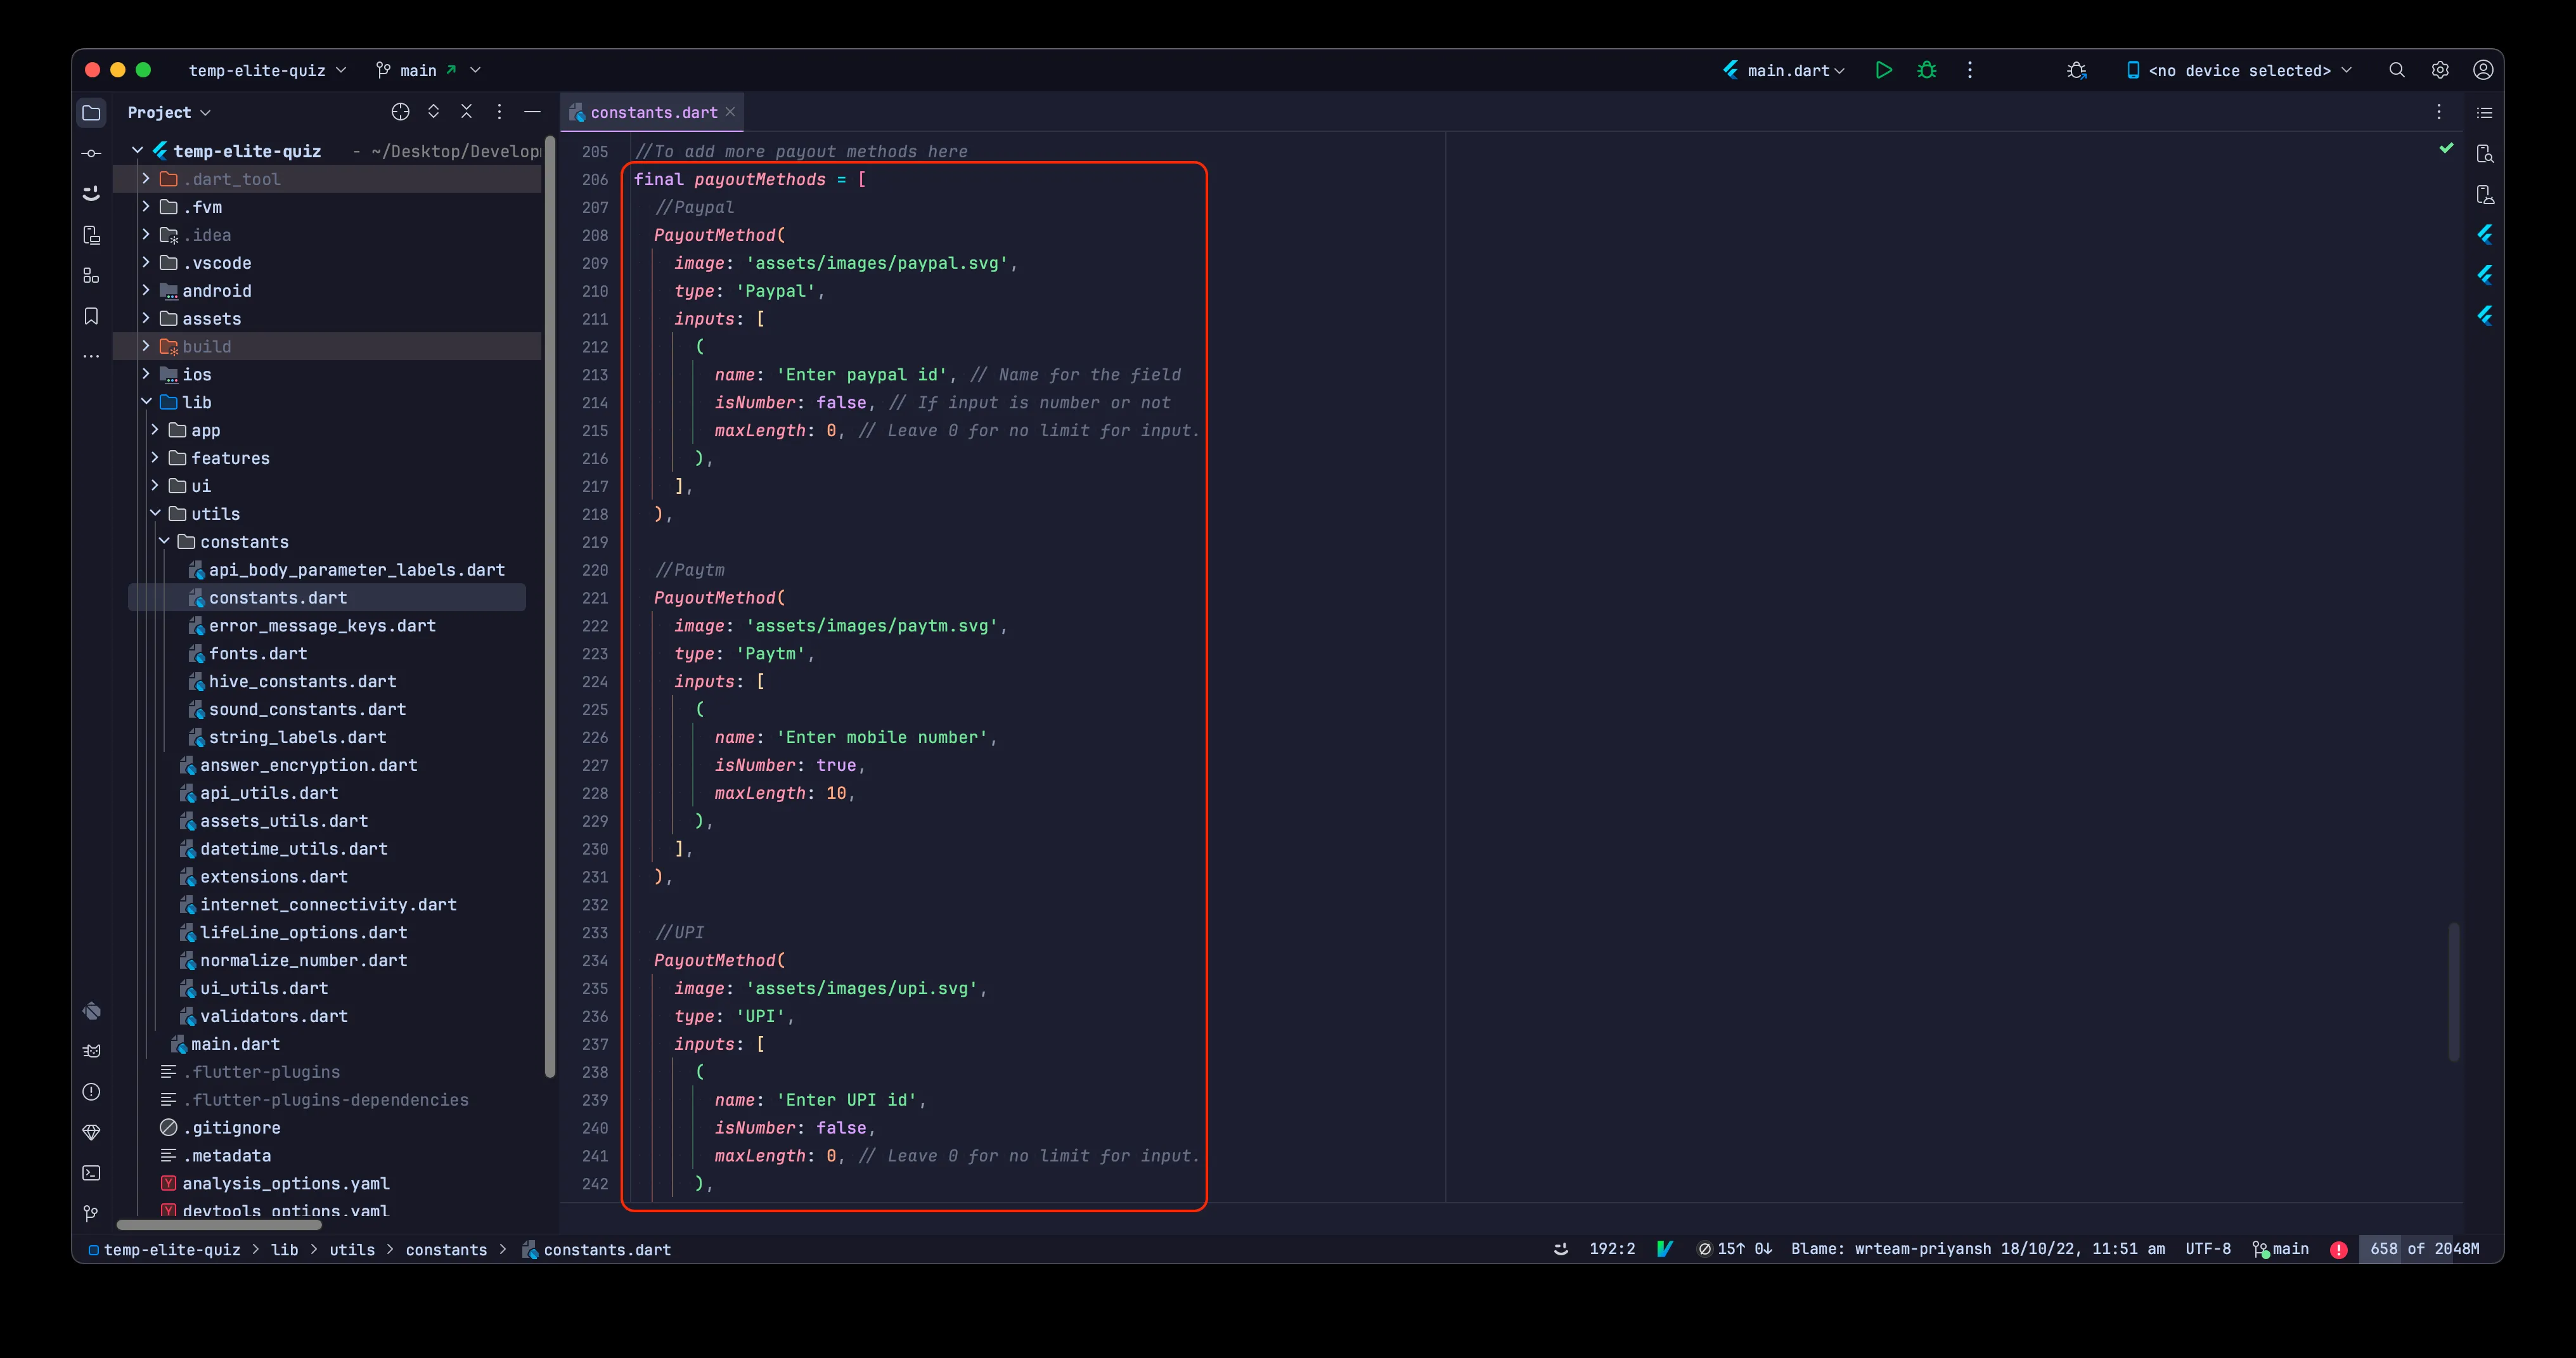 temp-elite-quiz main main.dart <no device selected>
Project
constants.dart
temp-elite-quiz - ~/Desktop/Develop
.dart_tool
.fvm
.idea
.vscode
android
assets
build
ios
lib
app
features
ui
utils
constants
api_body_parameter_labels.dart
constants.dart
error_message_keys.dart
fonts.dart
hive_constants.dart
sound_constants.dart
string_labels.dart
answer_encryption.dart
api_utils.dart
assets_utils.dart
datetime_utils.dart
extensions.dart
internet_connectivity.dart
lifeLine_options.dart
normalize_number.dart
ui_utils.dart
validators.dart
main.dart
.flutter-plugins
.flutter-plugins-dependencies
.gitignore
.metadata
analysis_options.yaml
devtools_options.yaml
205 //To add more payout methods here
206 final payoutMethods = [
207 //Paypal
208 PayoutMethod(
209 image: 'assets/images/paypal.svg',
210 type: 'Paypal',
211 inputs: [
212 (
213 name: 'Enter paypal id', // Name for the field
214 isNumber: false, // If input is number or not
215 maxLength: 0, // Leave 0 for no limit for input.
216 ),
217 ],
218 ),
219
220 //Paytm
221 PayoutMethod(
222 image: 'assets/images/paytm.svg',
223 type: 'Paytm',
224 inputs: [
225 (
226 name: 'Enter mobile number',
227 isNumber: true,
228 maxLength: 10,
229 ),
230 ],
231 ),
232
233 //UPI
234 PayoutMethod(
235 image: 'assets/images/upi.svg',
236 type: 'UPI',
237 inputs: [
238 (
239 name: 'Enter UPI id',
240 isNumber: false,
241 maxLength: 0, // Leave 0 for no limit for input.
242 ),
temp-elite-quiz > lib > utils > constants > constants.dart 192:2 15↑ 0↓ Blame: wrteam-priyansh 18/10/22, 11:51 am UTF-8 main 658 of 2048M